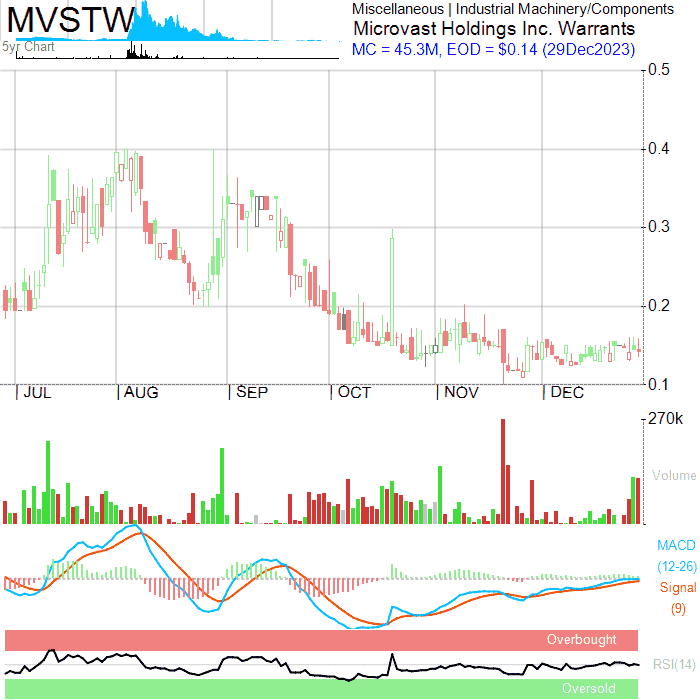 MVSTW
5yr Chart
Miscellaneous | Industrial Machinery/Components
Microvast Holdings Inc. Warrants
MC = 45.3M, EOD = $0.14 (29Dec2023)
0.5
0.4
0.3
0.2
0.1
JUL AUG SEP OCT NOV DEC
270k
Volume
MACD
(12-26)
Signal
(9)
Overbought
RSI(14)
Oversold